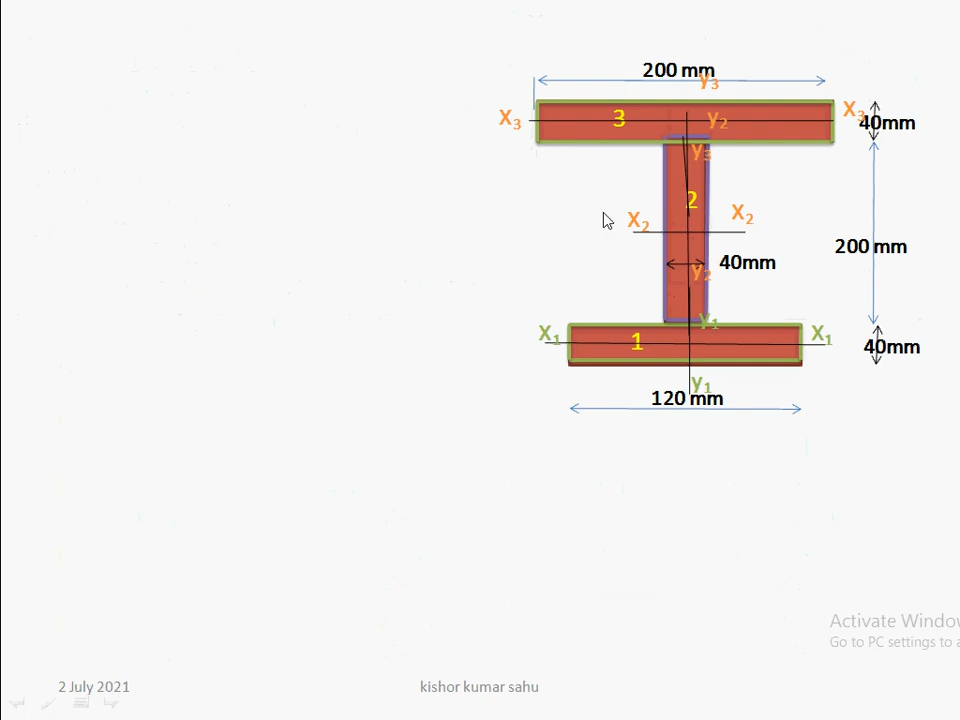 200 mm
y₃
X₃
3
y₂
X₃
40mm
y₃
2
X₂
X₂
200 mm
40mm
y₂
y₁
X₁
1
X₁
40mm
y₁
120 mm
Activate Window
Go to PC settings to a
2 July 2021
kishor kumar sahu